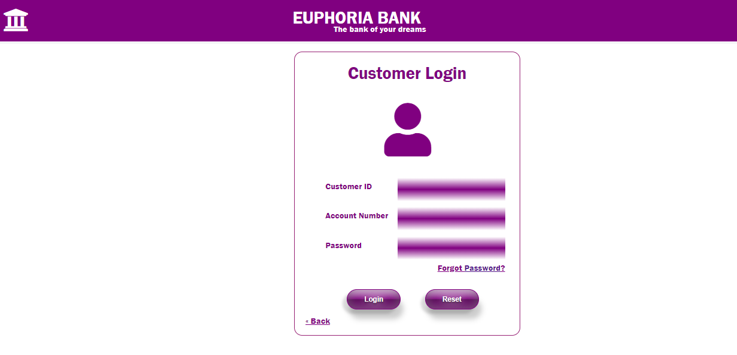 EUPHORIA BANK
The bank of your dreams
Customer Login
Customer ID
Account Number
Password
Forgot Password?
Login Reset
‹ Back